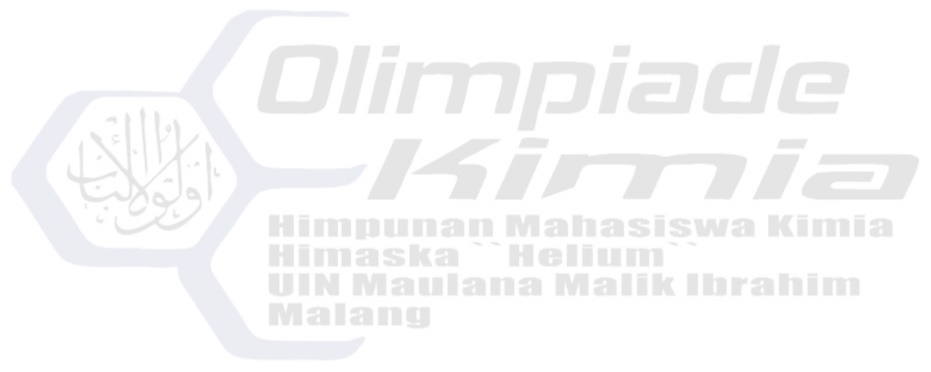 Olimpiade
Kimia
Himpunan Mahasiswa Kimia
Himaska ``Helium``
UIN Maulana Malik Ibrahim
Malang